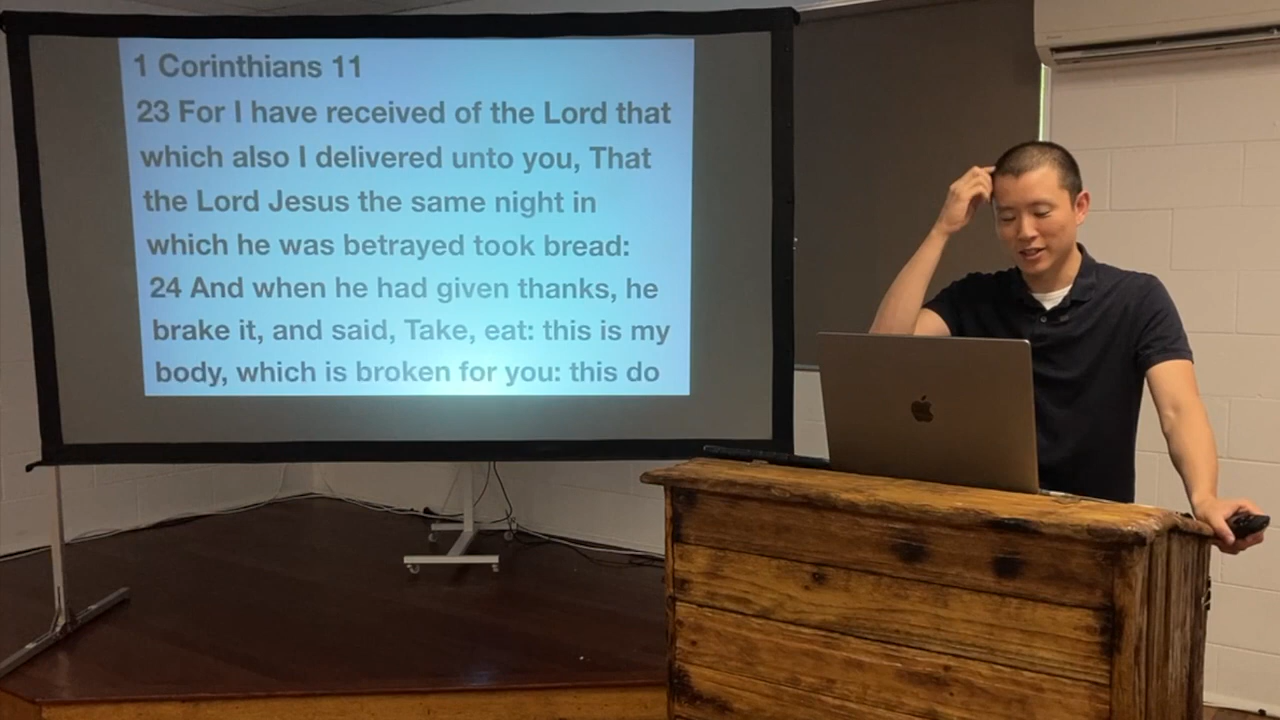 1 Corinthians 11
23 For I have received of the Lord that
which also I delivered unto you, That
the Lord Jesus the same night in
which he was betrayed took bread:
24 And when he had given thanks, he
brake it, and said, Take, eat: this is my
body, which is broken for you: this do